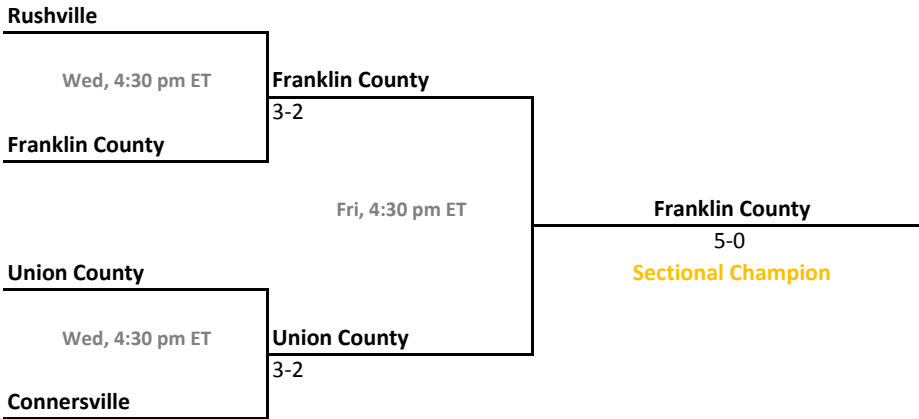 Rushville
Wed, 4:30 pm ET
Franklin County
3-2
Franklin County
Fri, 4:30 pm ET
Franklin County
5-0
Sectional Champion
Union County
Wed, 4:30 pm ET
Union County
3-2
Connersville